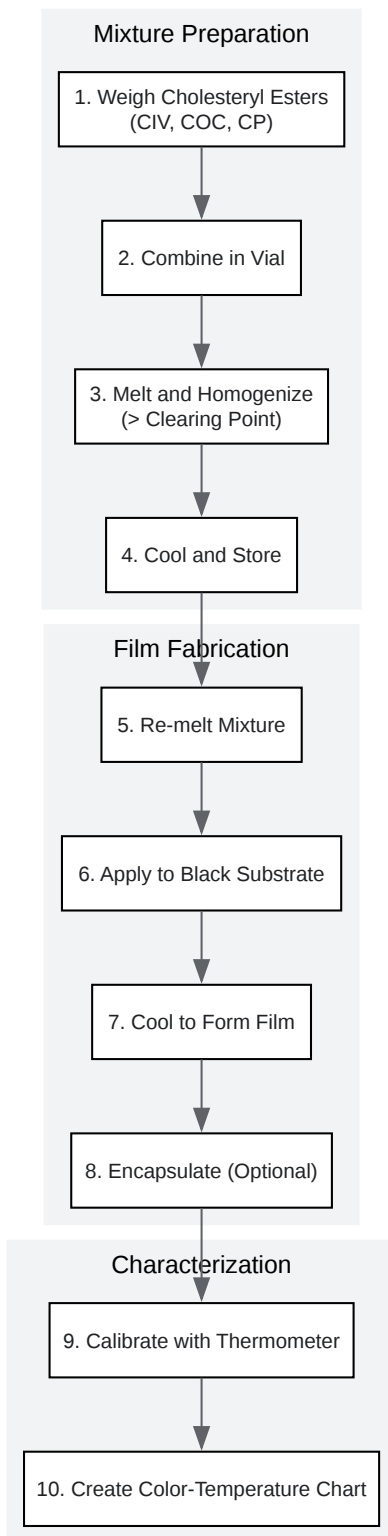 Mixture Preparation
1. Weigh Cholesteryl Esters
(CIV, COC, CP)
2. Combine in Vial
3. Melt and Homogenize
(> Clearing Point)
4. Cool and Store
Film Fabrication
5. Re-melt Mixture
6. Apply to Black Substrate
7. Cool to Form Film
8. Encapsulate (Optional)
Characterization
9. Calibrate with Thermometer
10. Create Color-Temperature Chart